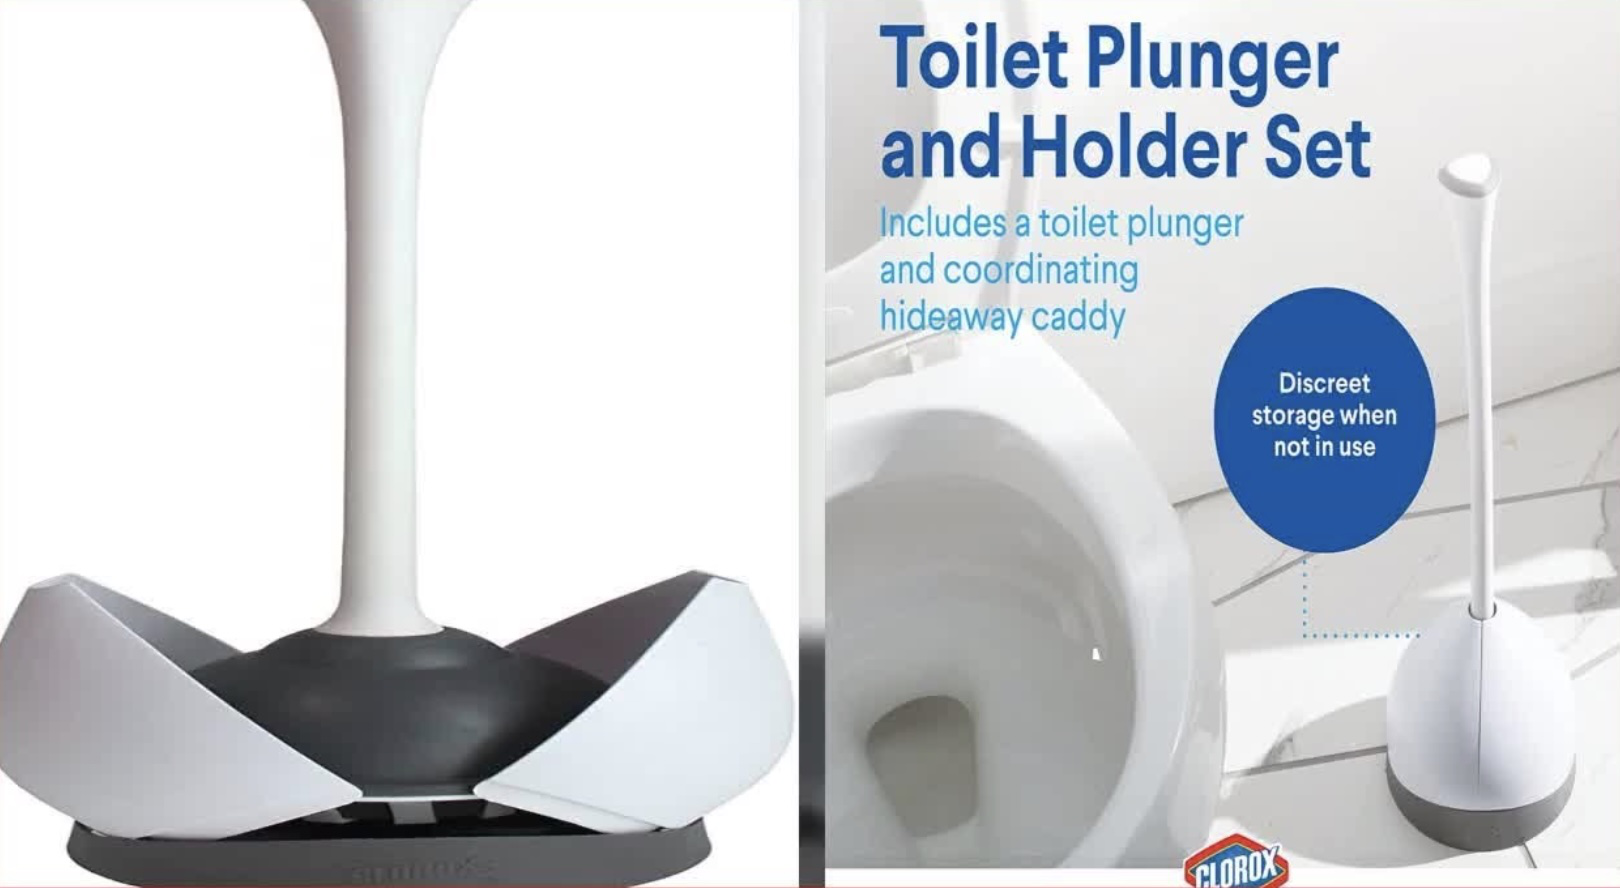 Toilet Plunger
and Holder Set
Includes a toilet plunger
and coordinating
hideaway caddy
Discreet
storage when
not in use
CLOROX